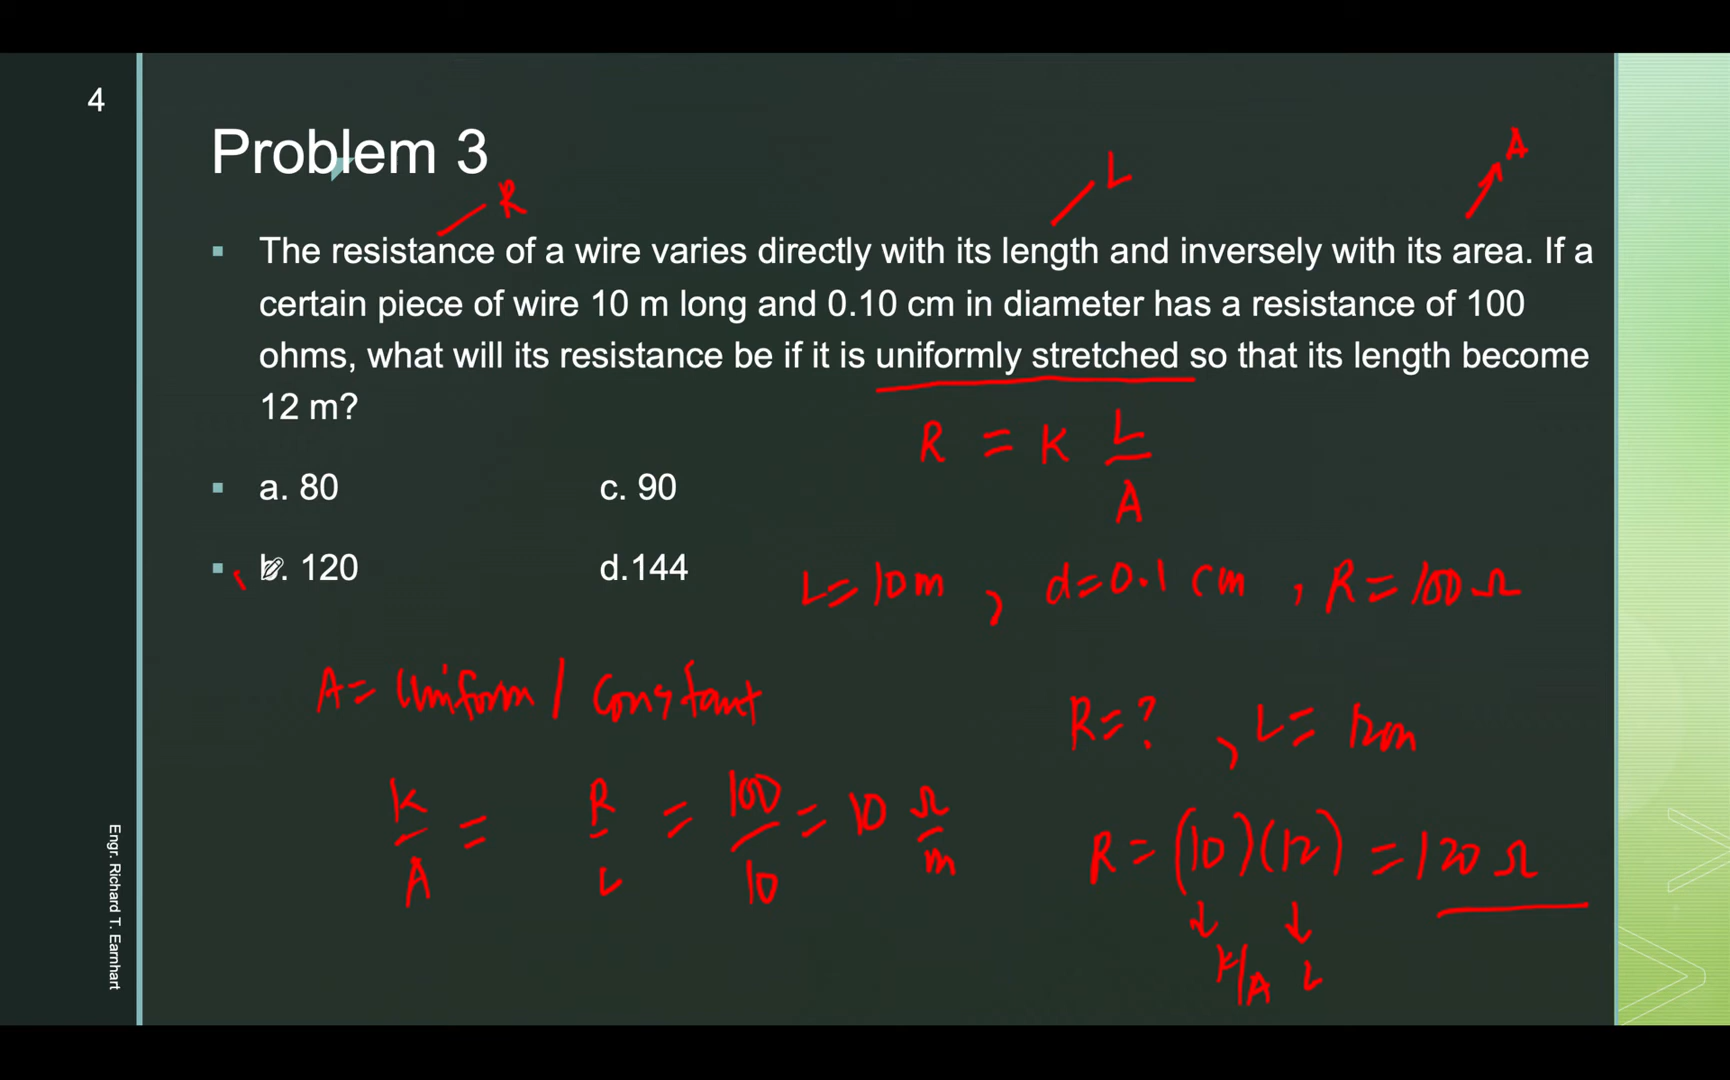 4
Problem 3
R
L
A
The resistance of a wire varies directly with its length and inversely with its area. If a
certain piece of wire 10 m long and 0.10 cm in diameter has a resistance of 100
ohms, what will its resistance be if it is uniformly stretched so that its length become
12 m?
R = K L/A
a. 80
c. 90
b. 120
d.144
L = 10m , d = 0.1 cm , R = 100 Ω
A = Uniform / Constant
R = ? , L = 12m
K/A = R/L = 100/10 = 10 Ω/m
R = (10)(12) = 120 Ω
K/A L
Engr. Richard T. Earnhart